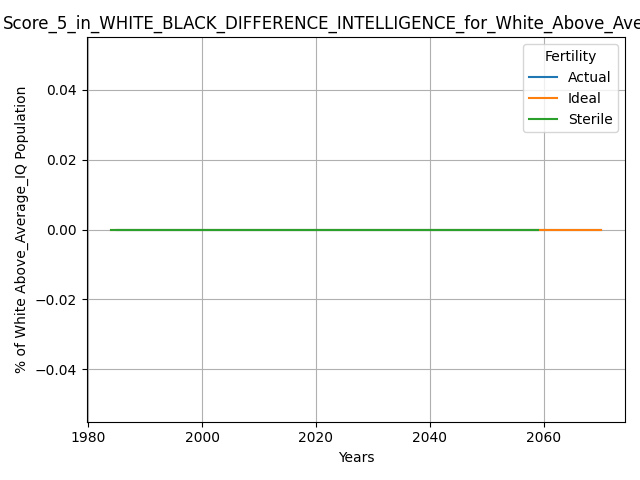 Score_5_in_WHITE_BLACK_DIFFERENCE_INTELLIGENCE_for_White_Above_Ave
Fertility
Actual
Ideal
Sterile
% of White Above_Average_IQ Population
0.04
0.02
0.00
−0.02
−0.04
1980 2000 2020 2040 2060
Years